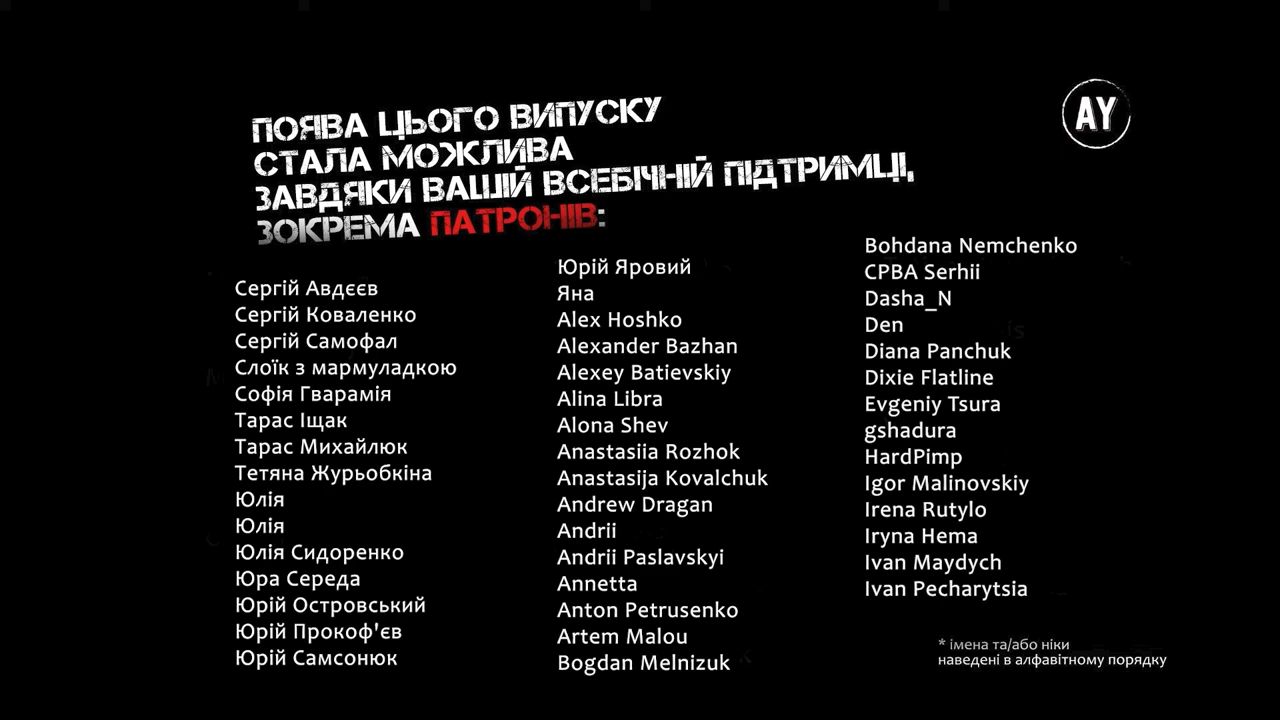 ПОЯВА ЦЬОГО ВИПУСКУ
СТАЛА МОЖЛИВА
ЗАВДЯКИ ВАШІЙ ВСЕБІЧНІЙ ПІДТРИМЦІ,
ЗОКРЕМА ПАТРОНІВ:
АУ
Сергій Авдєєв
Сергій Коваленко
Сергій Самофал
Слоїк з мармуладкою
Софія Гварамія
Тарас Іщак
Тарас Михайлюк
Тетяна Журьобкіна
Юлія
Юлія
Юлія Сидоренко
Юра Середа
Юрій Островський
Юрій Прокоф'єв
Юрій Самсонюк
Юрій Яровий
Яна
Alex Hoshko
Alexander Bazhan
Alexey Batievskiy
Alina Libra
Alona Shev
Anastasiia Rozhok
Anastasija Kovalchuk
Andrew Dragan
Andrii
Andrii Paslavskyi
Annetta
Anton Petrusenko
Artem Malou
Bogdan Melnizuk
Bohdana Nemchenko
CPBA Serhii
Dasha_N
Den
Diana Panchuk
Dixie Flatline
Evgeniy Tsura
gshadura
HardPimp
Igor Malinovskiy
Irena Rutylo
Iryna Hema
Ivan Maydych
Ivan Pecharytsia
* імена та/або ніки
наведені в алфавітному порядку